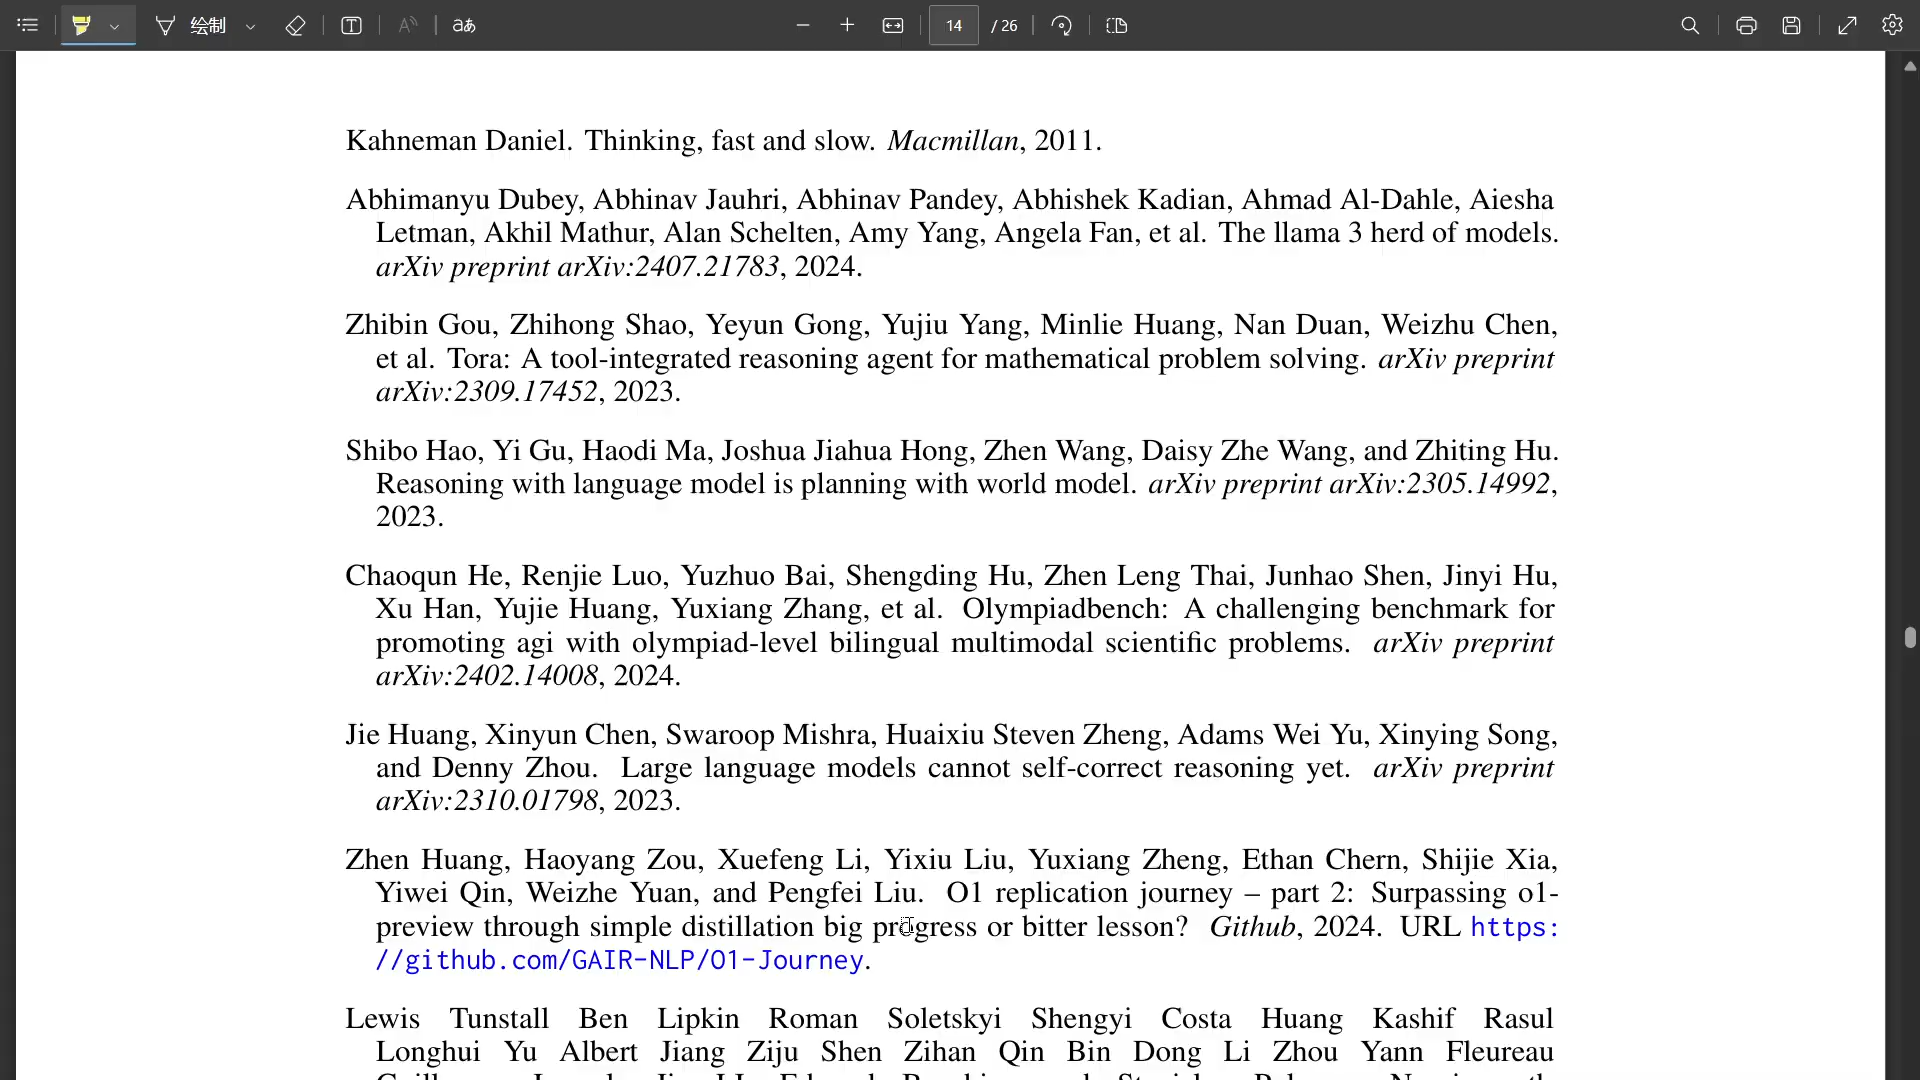 绘制 aあ 14 / 26
Kahneman Daniel. Thinking, fast and slow. Macmillan, 2011.
Abhimanyu Dubey, Abhinav Jauhri, Abhinav Pandey, Abhishek Kadian, Ahmad Al-Dahle, Aiesha
Letman, Akhil Mathur, Alan Schelten, Amy Yang, Angela Fan, et al. The llama 3 herd of models.
arXiv preprint arXiv:2407.21783, 2024.
Zhibin Gou, Zhihong Shao, Yeyun Gong, Yujiu Yang, Minlie Huang, Nan Duan, Weizhu Chen,
et al. Tora: A tool-integrated reasoning agent for mathematical problem solving. arXiv preprint
arXiv:2309.17452, 2023.
Shibo Hao, Yi Gu, Haodi Ma, Joshua Jiahua Hong, Zhen Wang, Daisy Zhe Wang, and Zhiting Hu.
Reasoning with language model is planning with world model. arXiv preprint arXiv:2305.14992,
2023.
Chaoqun He, Renjie Luo, Yuzhuo Bai, Shengding Hu, Zhen Leng Thai, Junhao Shen, Jinyi Hu,
Xu Han, Yujie Huang, Yuxiang Zhang, et al. Olympiadbench: A challenging benchmark for
promoting agi with olympiad-level bilingual multimodal scientific problems. arXiv preprint
arXiv:2402.14008, 2024.
Jie Huang, Xinyun Chen, Swaroop Mishra, Huaixiu Steven Zheng, Adams Wei Yu, Xinying Song,
and Denny Zhou. Large language models cannot self-correct reasoning yet. arXiv preprint
arXiv:2310.01798, 2023.
Zhen Huang, Haoyang Zou, Xuefeng Li, Yixiu Liu, Yuxiang Zheng, Ethan Chern, Shijie Xia,
Yiwei Qin, Weizhe Yuan, and Pengfei Liu. O1 replication journey – part 2: Surpassing o1-
preview through simple distillation big progress or bitter lesson? Github, 2024. URL https:
//github.com/GAIR-NLP/O1-Journey.
Lewis Tunstall Ben Lipkin Roman Soletskyi Shengyi Costa Huang Kashif Rasul
Longhui Yu Albert Jiang Ziju Shen Zihan Qin Bin Dong Li Zhou Yann Fleureau